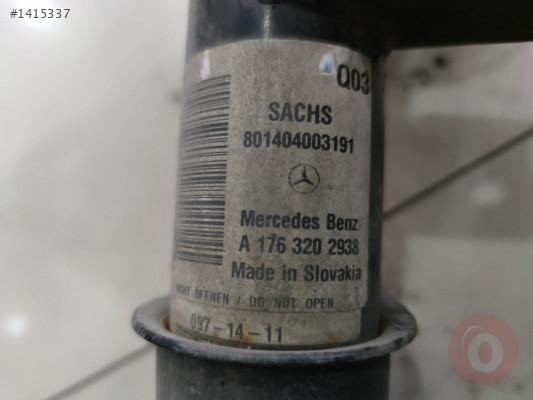 #1415337
Q03
SACHS
801404003191
Mercedes Benz
A 176 320 2938
Made in Slovakia
NICHT ÖFFNEN / DO NOT OPEN
097-14-11